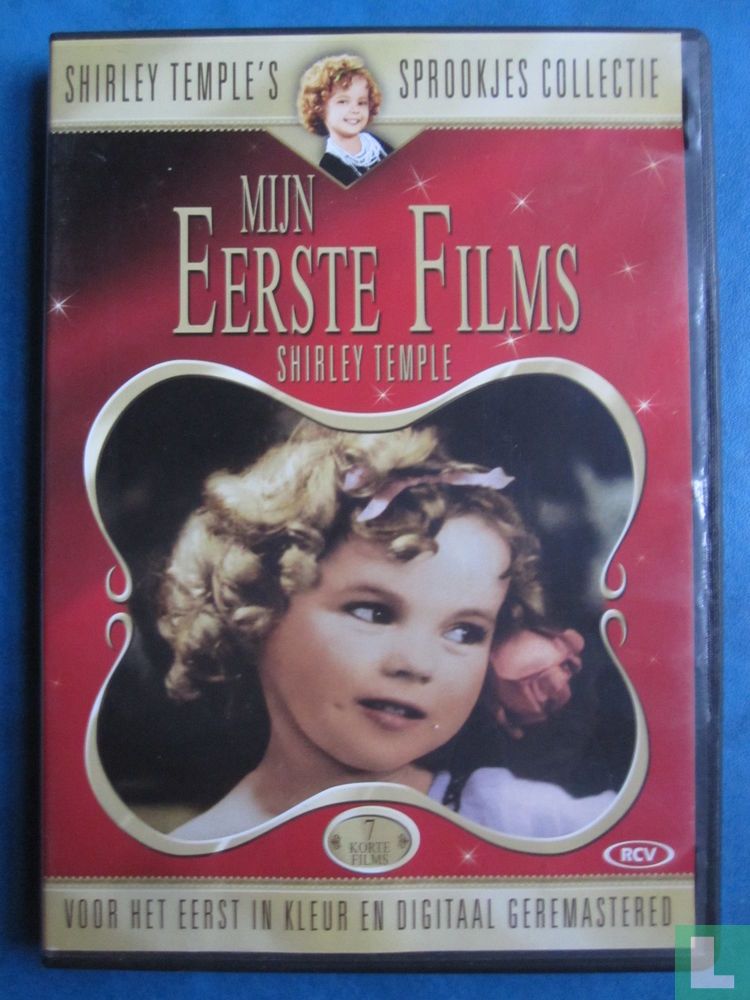 SHIRLEY TEMPLE'S SPROOKJES COLLECTIE
MIJN
EERSTE FILMS
SHIRLEY TEMPLE
7
KORTE
FILMS
RCV
VOOR HET EERST IN KLEUR EN DIGITAAL GEREMASTERED
L